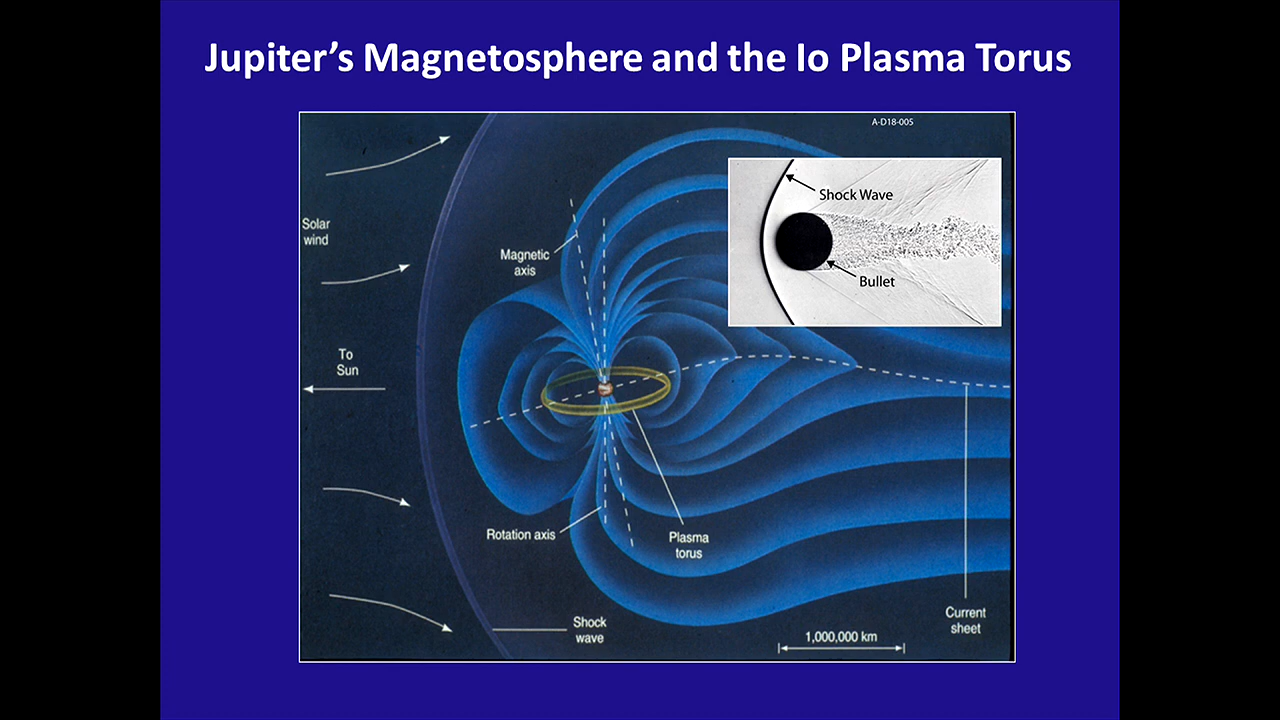 Jupiter’s Magnetosphere and the Io Plasma Torus
A-D18-005
Shock Wave
Bullet
Solar
wind
Magnetic
axis
To
Sun
Rotation axis
Plasma
torus
Shock
wave
Current
sheet
1,000,000 km